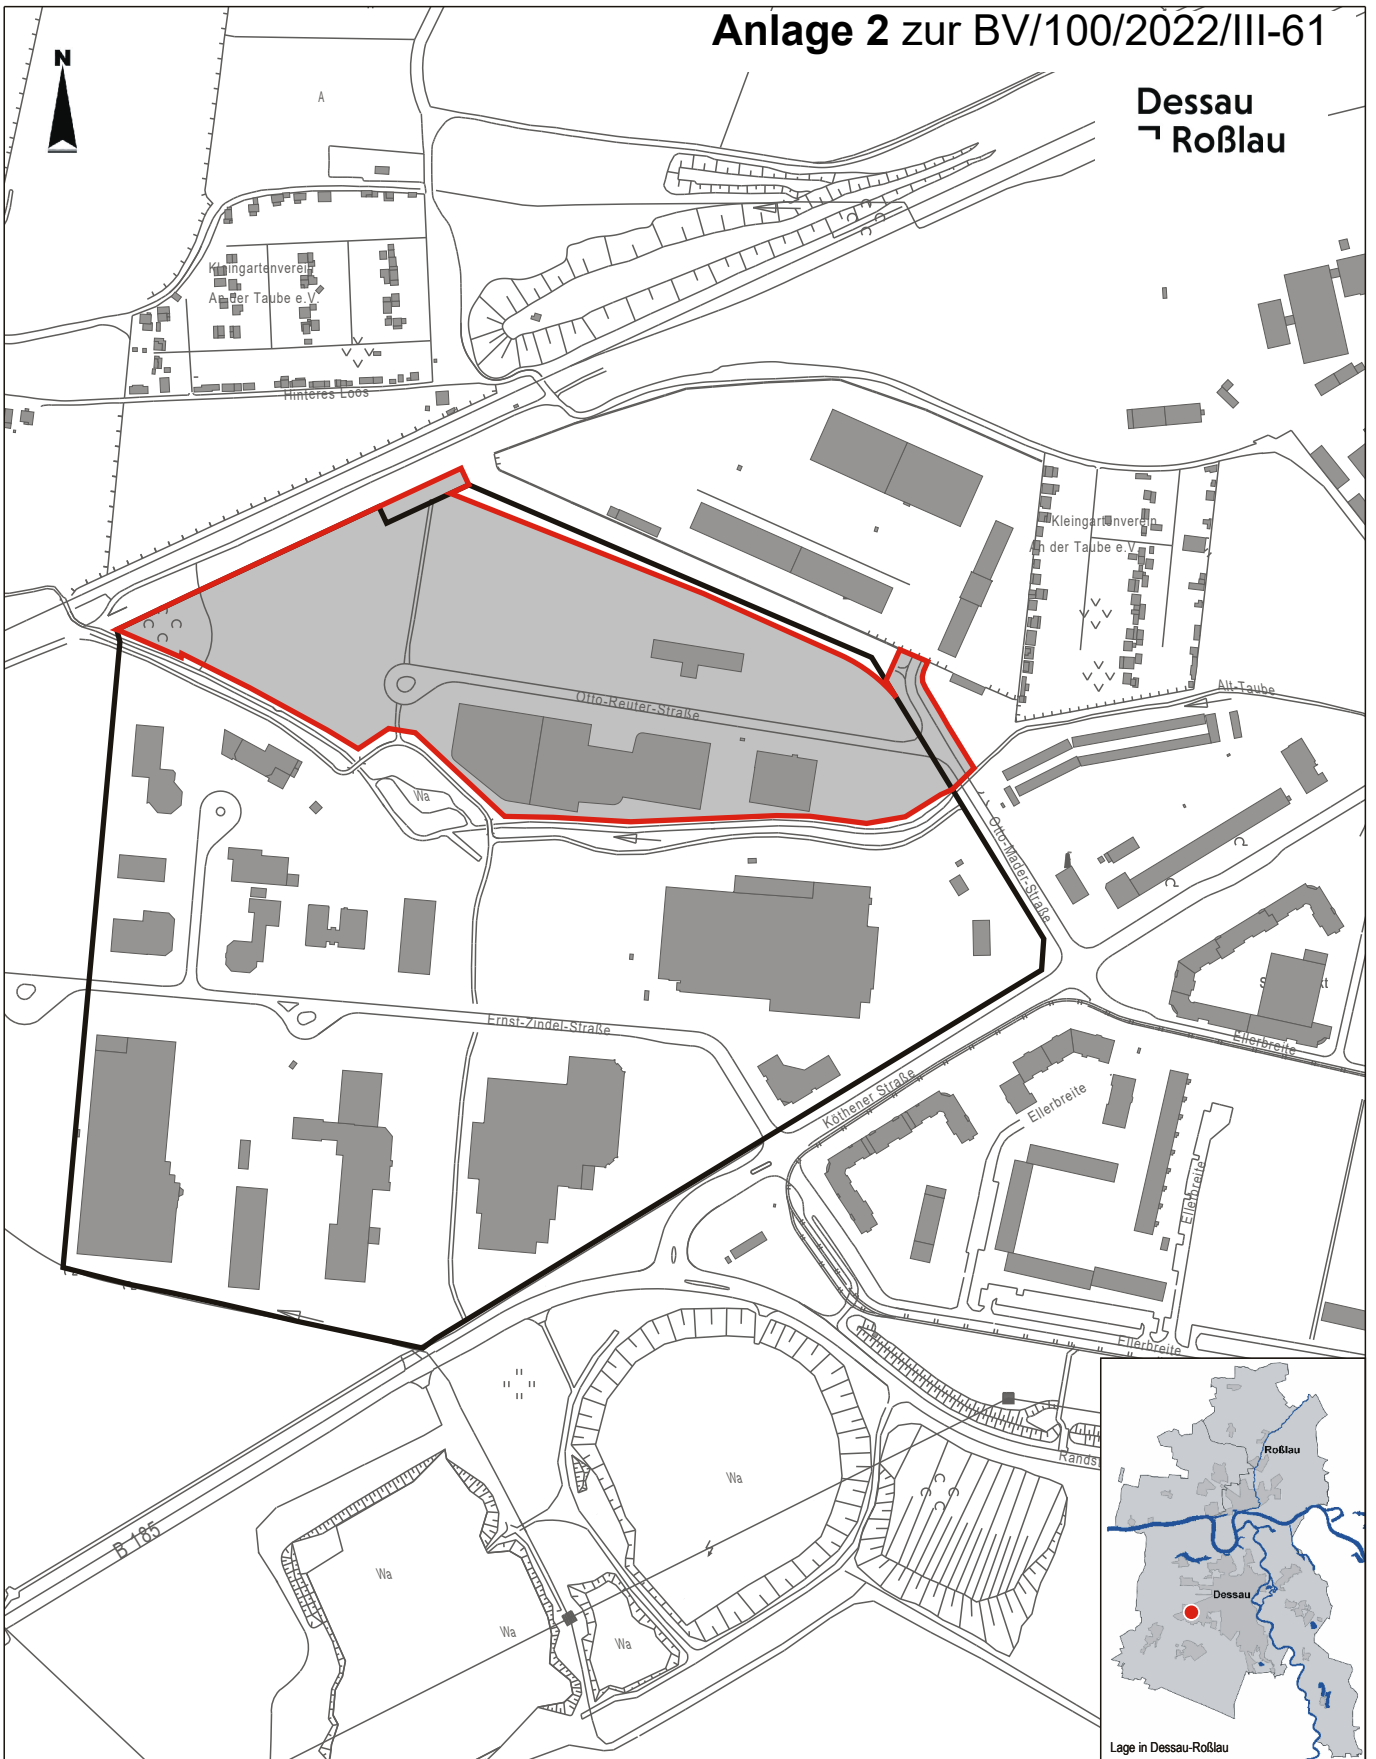 Anlage 2 zur BV/100/2022/III-61
N
Dessau
Roßlau
A
Kleingartenverein
An der Taube e.V.
Hinteres Loos
Kleingartenverein
An der Taube e.V.
Alt-Taube
Otto-Reuter-Straße
Wa
Otto-Mader-Straße
Ernst-Zindel-Straße
Köthener Straße
Ellerbreite
Ellerbreite
Ellerbreite
Ellerbreite
B 185
Wa
Wa
Wa
Wa
Roßlau
Dessau
Lage in Dessau-Roßlau